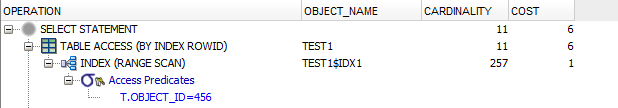 OPERATION OBJECT_NAME CARDINALITY COST
SELECT STATEMENT 11 6
TABLE ACCESS (BY INDEX ROWID) TEST1 11 6
INDEX (RANGE SCAN) TEST1$IDX1 257 1
Access Predicates
T.OBJECT_ID=456